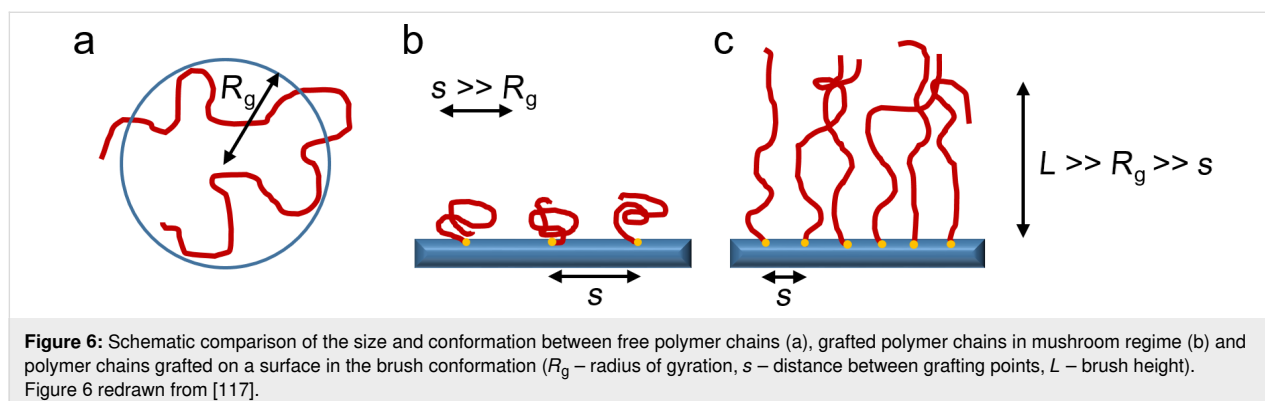 a
b
c
Rg
s >> Rg
L >> Rg >> s
s
s
Figure 6: Schematic comparison of the size and conformation between free polymer chains (a), grafted polymer chains in mushroom regime (b) and
polymer chains grafted on a surface in the brush conformation (Rg – radius of gyration, s – distance between grafting points, L – brush height).
Figure 6 redrawn from [117].